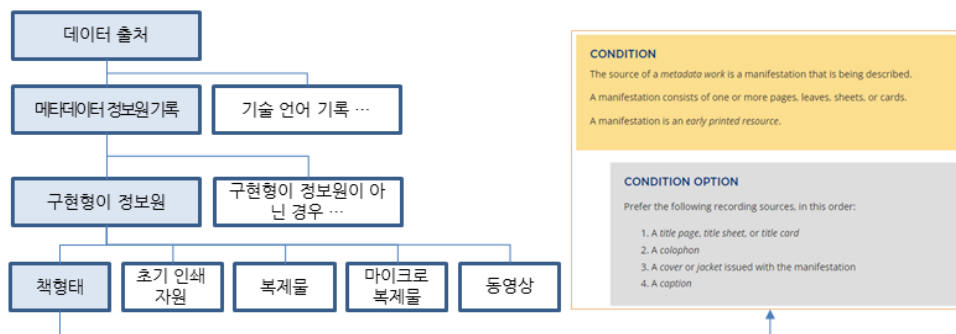 데이터 출처
메타데이터 정보원기록
기술 언어 기록 …
구현형이 정보원
구현형이 정보원이 아
닌 경우 …
책형태
초기 인쇄
자원
복제물
마이크로
복제물
동영상
CONDITION
The source of a metadata work is a manifestation that is being described.
A manifestation consists of one or more pages, leaves, sheets, or cards.
A manifestation is an early printed resource.
CONDITION OPTION
Prefer the following recording sources, in this order:
1. A title page, title sheet, or title card
2. A colophon
3. A cover or jacket issued with the manifestation
4. A caption